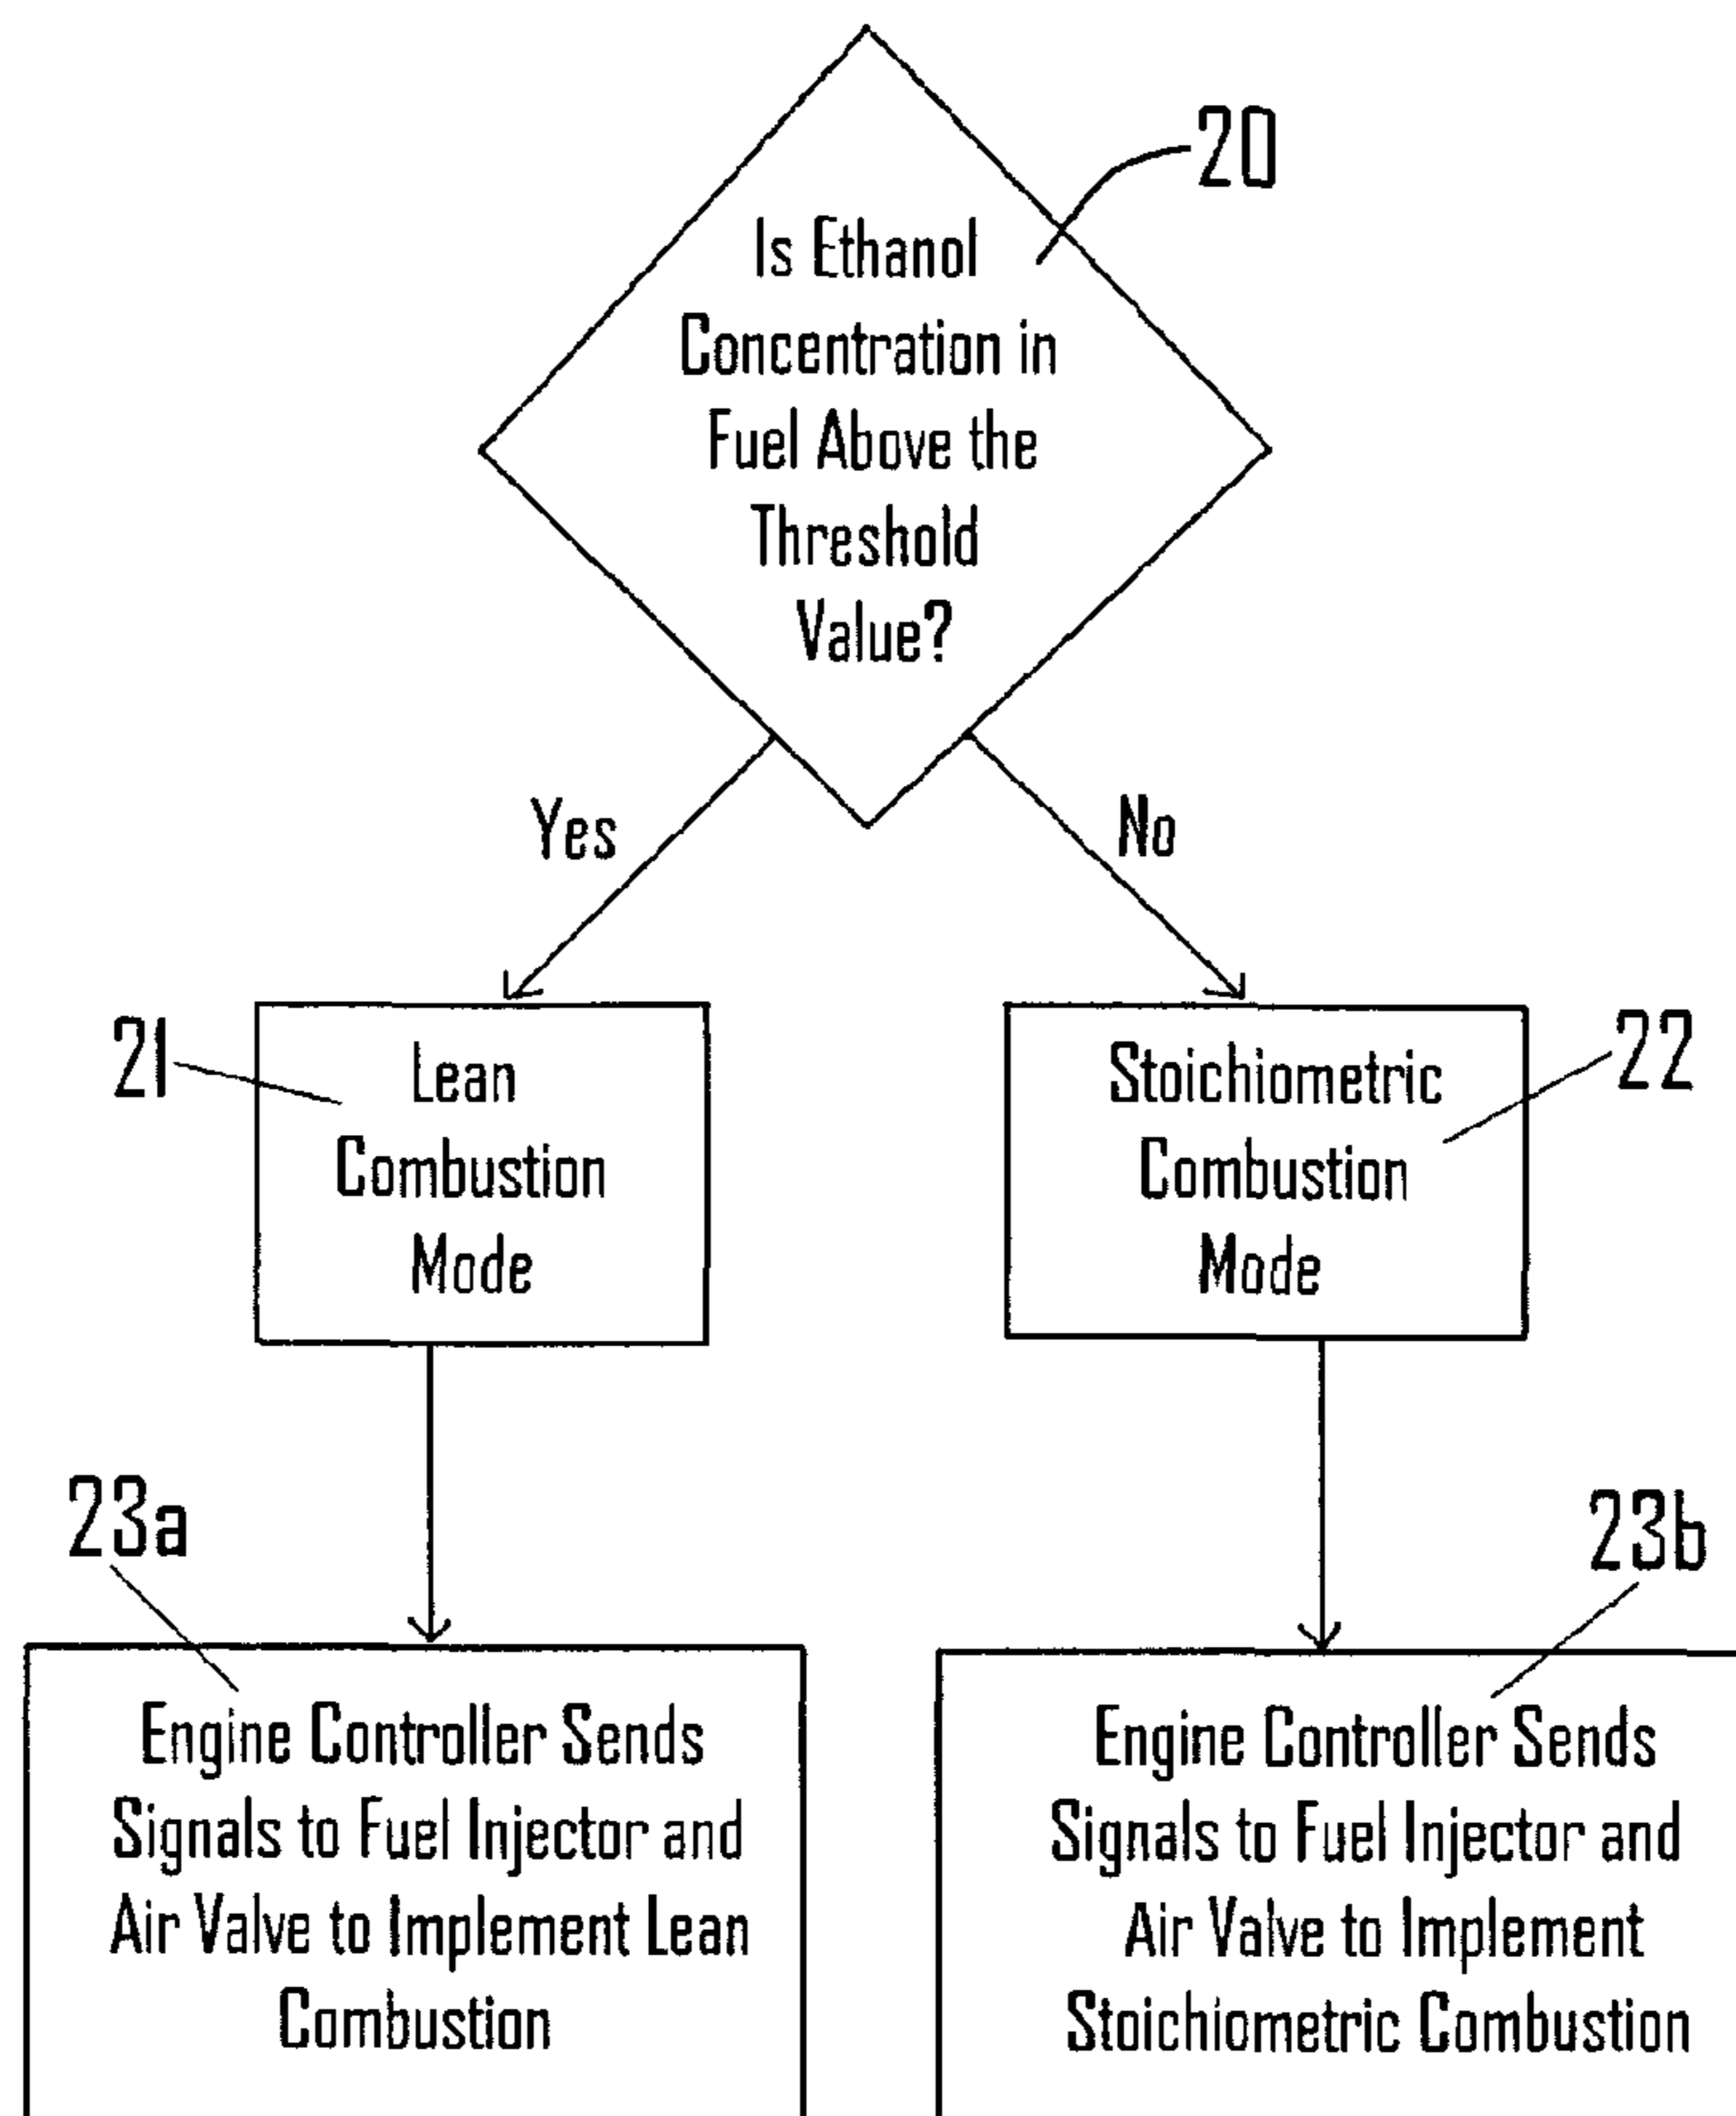 20
Is Ethanol
Concentration in
Fuel Above the
Threshold
Value?
Yes
No
21
Lean
Combustion
Mode
Stoichiometric
Combustion
Mode
22
23a
23b
Engine Controller Sends
Signals to Fuel Injector and
Air Valve to Implement Lean
Combustion
Engine Controller Sends
Signals to Fuel Injector and
Air Valve to Implement
Stoichiometric Combustion